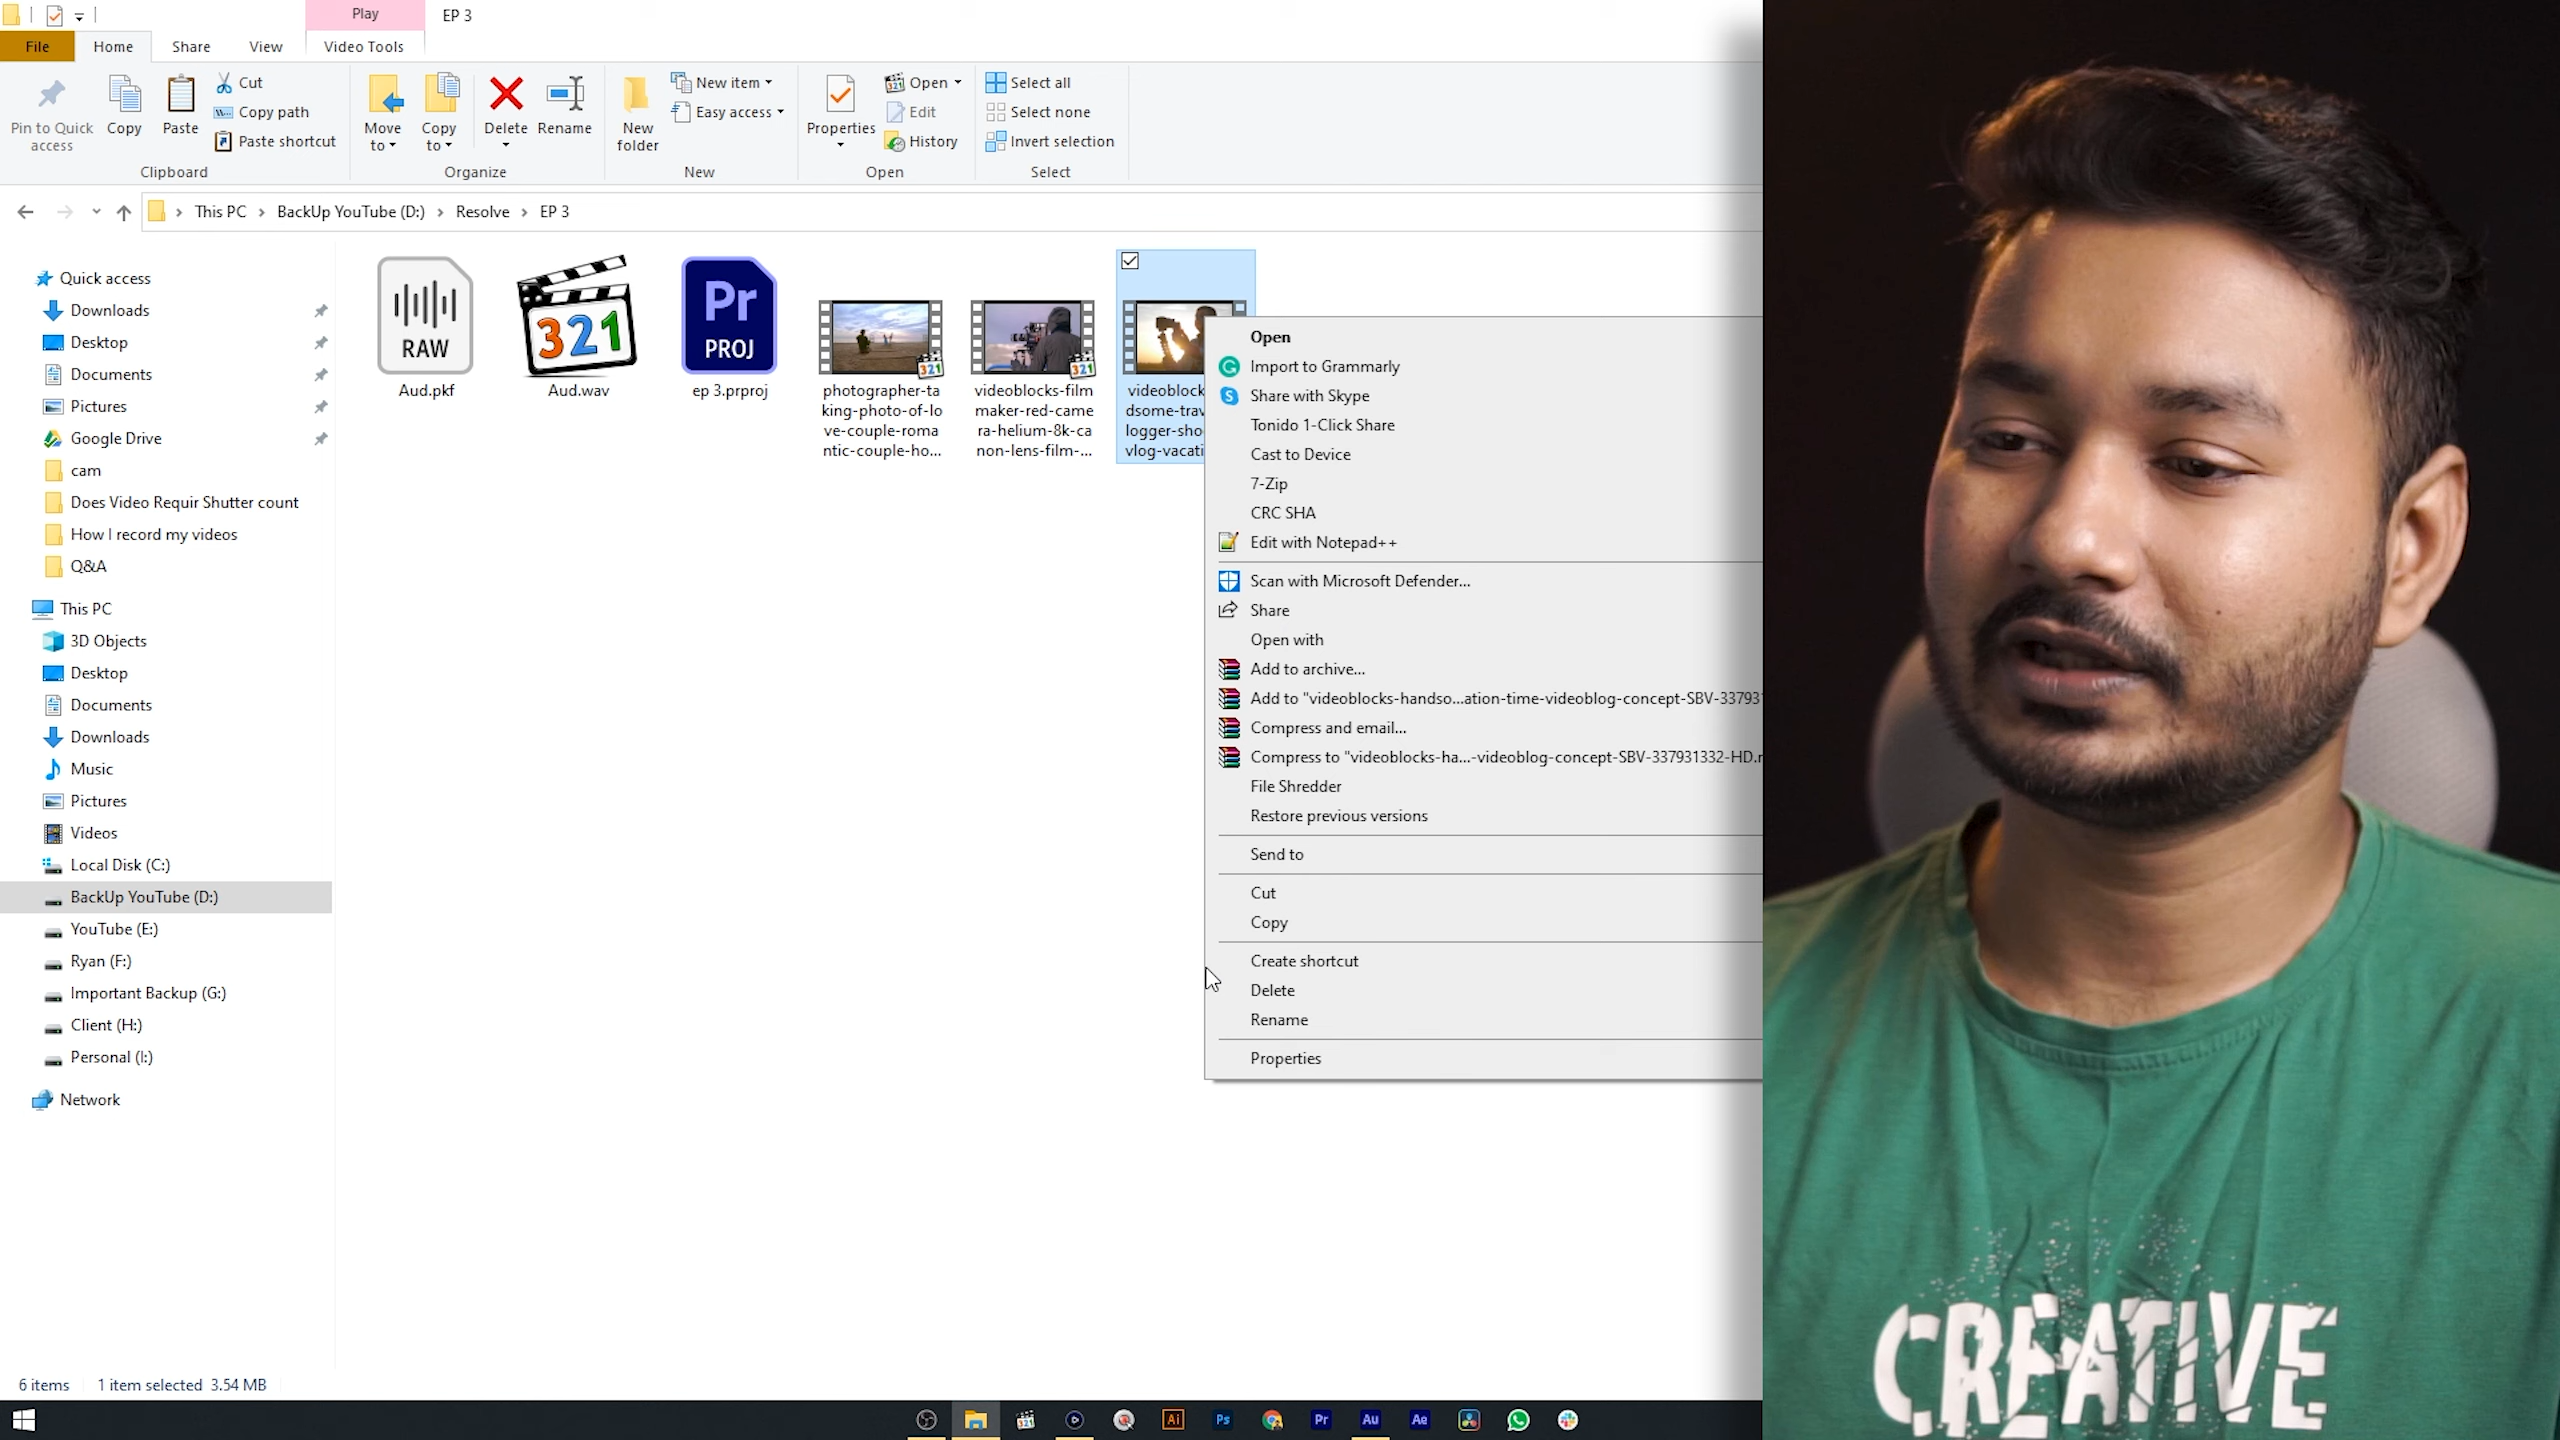 Play
EP 3
File
Home
Share
View
Video Tools
Pin to Quick
access
Copy
Paste
Cut
Copy path
Paste shortcut
Clipboard
Move
to
Copy
to
Delete
Rename
Organize
New
folder
New item
Easy access
New
Properties
Open
Edit
History
Open
Select all
Select none
Invert selection
Select
This PC
BackUp YouTube (D:)
Resolve
EP 3
Quick access
Downloads
Desktop
Documents
Pictures
Google Drive
cam
Does Video Requir Shutter count
How I record my videos
Q&A
This PC
3D Objects
Desktop
Documents
Downloads
Music
Pictures
Videos
Local Disk (C:)
BackUp YouTube (D:)
YouTube (E:)
Ryan (F:)
Important Backup (G:)
Client (H:)
Personal (I:)
Network
RAW
Aud.pkf
321
Aud.wav
Pr
PROJ
ep 3.prproj
321
photographer-ta
king-photo-of-lo
ve-couple-roma
ntic-couple-ho...
321
videoblocks-film
maker-red-came
ra-helium-8k-ca
non-lens-film-...
videoblock
dsome-trav
logger-sho
vlog-vacati
Open
Import to Grammarly
Share with Skype
Tonido 1-Click Share
Cast to Device
7-Zip
CRC SHA
Edit with Notepad++
Scan with Microsoft Defender...
Share
Open with
Add to archive...
Add to "videoblocks-handso...ation-time-videoblog-concept-SBV-33793
Compress and email...
Compress to "videoblocks-ha...-videoblog-concept-SBV-337931332-HD.r
File Shredder
Restore previous versions
Send to
Cut
Copy
Create shortcut
Delete
Rename
Properties
6 items
1 item selected 3.54 MB
Ai
Ps
Pr
Au
Ae
CREATIVE